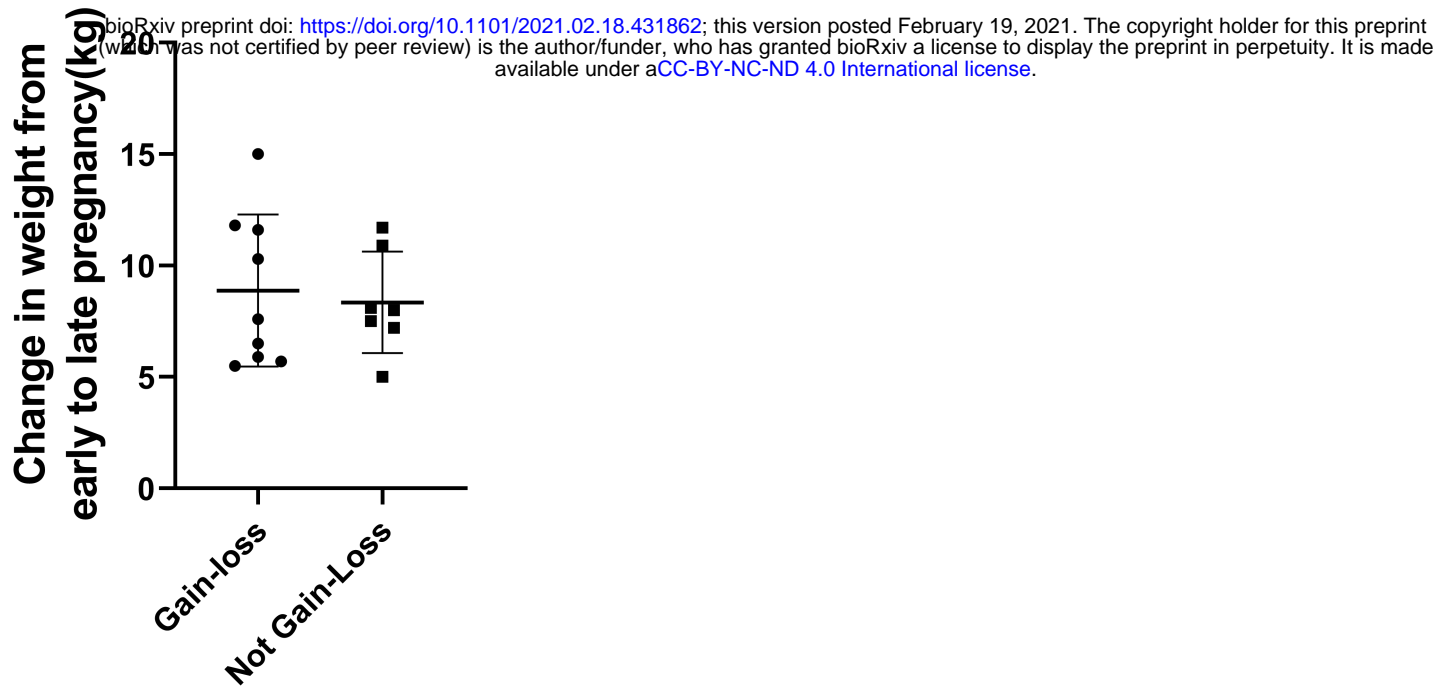 bioRxiv preprint doi: https://doi.org/10.1101/2021.02.18.431862; this version posted February 19, 2021. The copyright holder for this preprint
(which was not certified by peer review) is the author/funder, who has granted bioRxiv a license to display the preprint in perpetuity. It is made
available under aCC-BY-NC-ND 4.0 International license.
Change in weight from
early to late pregnancy(kg)
20
15
10
5
0
Gain-loss
Not Gain-Loss